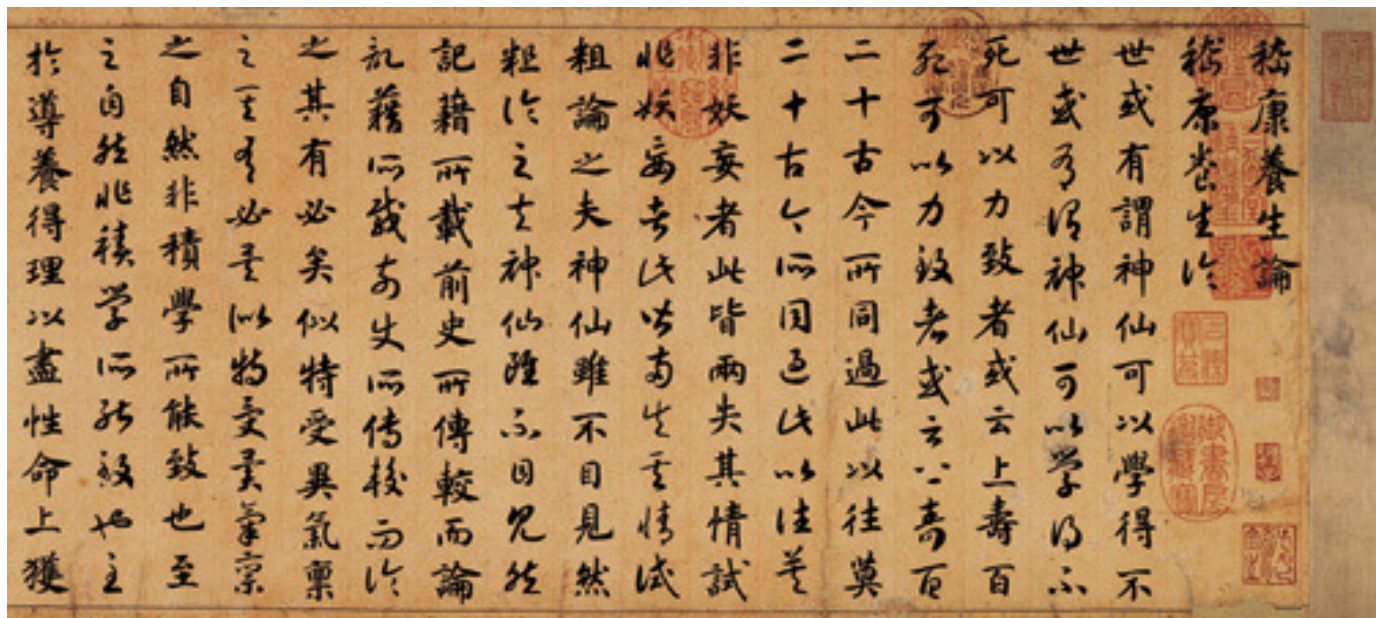 嵇康養生論
嵇康養生論
世或有謂神仙可以學得不
世或有謂神仙可以學得不
死可以力致者或云上壽百
死可以力致者或云上壽百
二十古今所同過此以往莫
二十古今所同過此以往莫
非妖妄者此皆兩失其情試
非妖妄者此皆兩失其情試
粗論之夫神仙雖不目見然
粗論之夫神仙雖不目見然
記藉所載前史所傳較而論
記藉所載前史所傳較而論
之其有必矣似特受異氣稟
之其有必矣似特受異氣稟
之自然非積學所能致也至
之自然非積學所能致也至
於導養得理以盡性命上獲